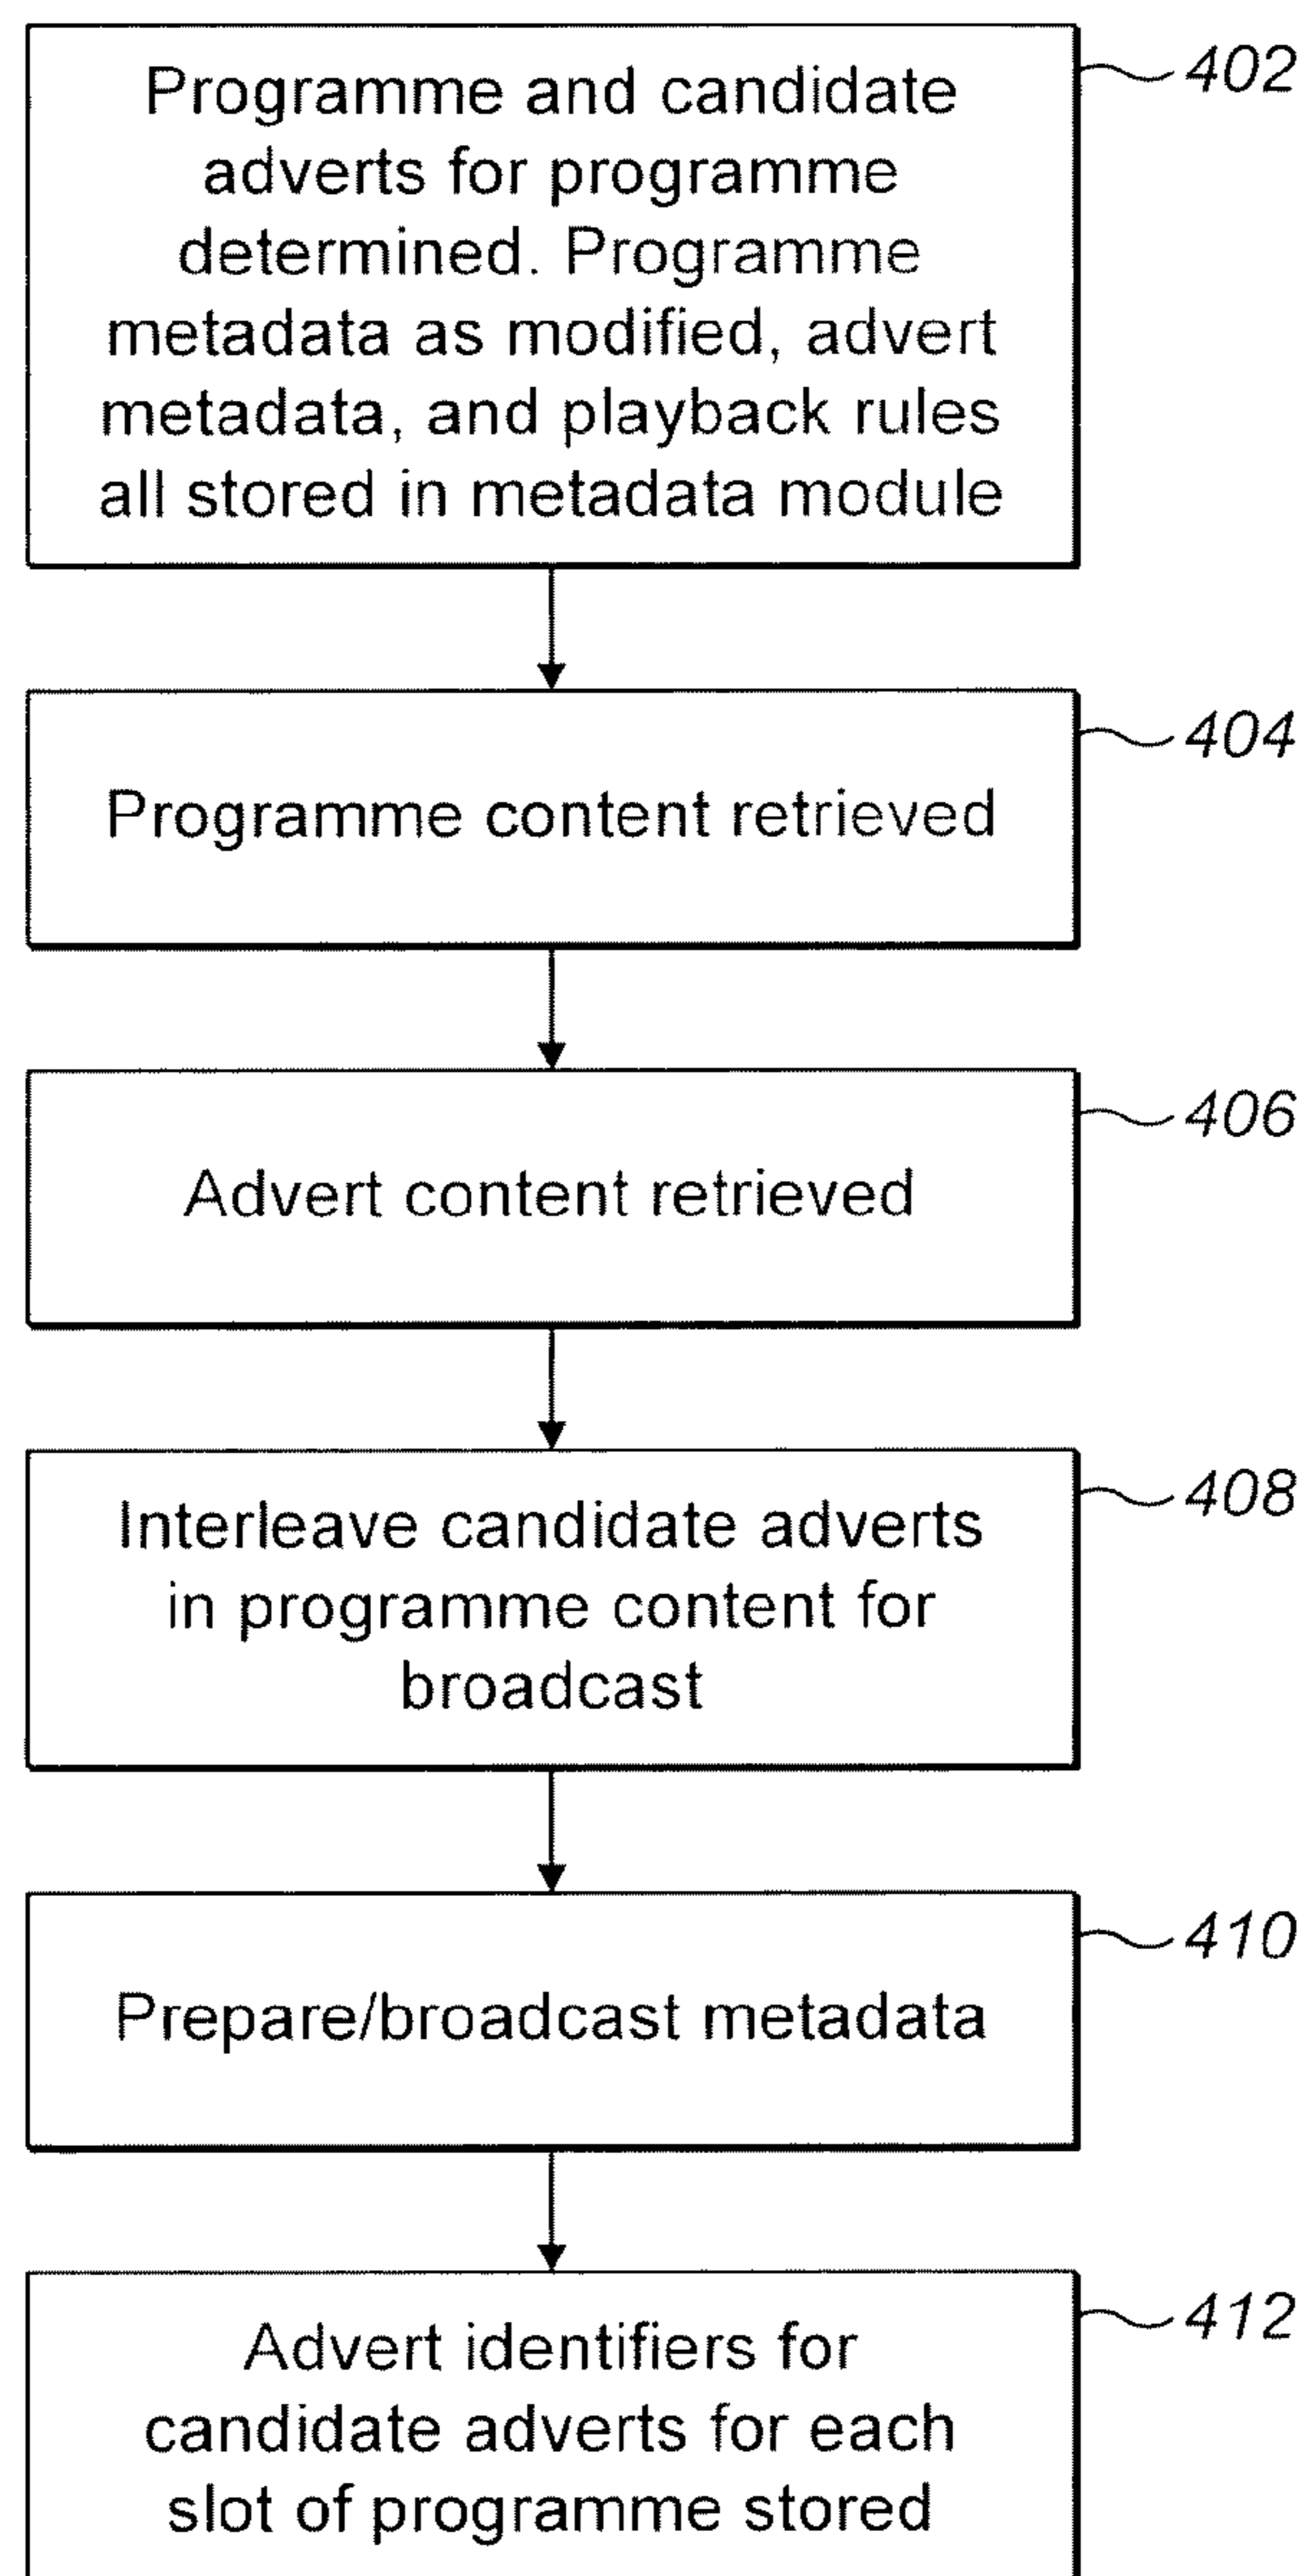 Programme and candidate
adverts for programme
determined. Programme
metadata as modified, advert
metadata, and playback rules
all stored in metadata module
402
Programme content retrieved
404
Advert content retrieved
406
Interleave candidate adverts
in programme content for
broadcast
408
Prepare/broadcast metadata
410
Advert identifiers for
candidate adverts for each
slot of programme stored
412